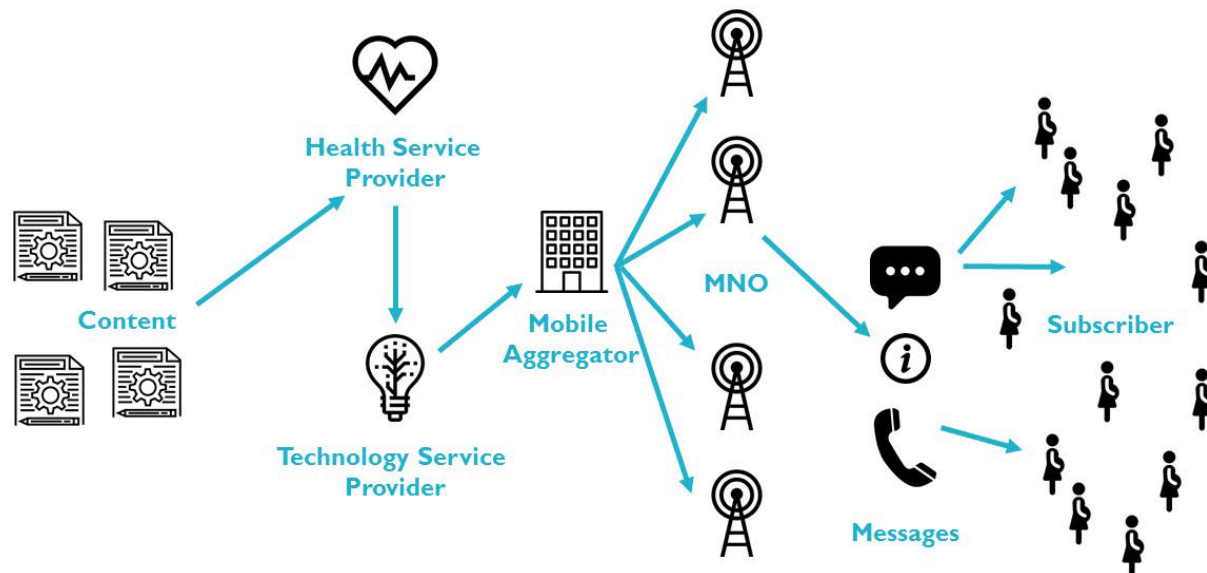 Health Service
Provider
Content
Technology Service
Provider
Mobile
Aggregator
MNO
Messages
Subscriber